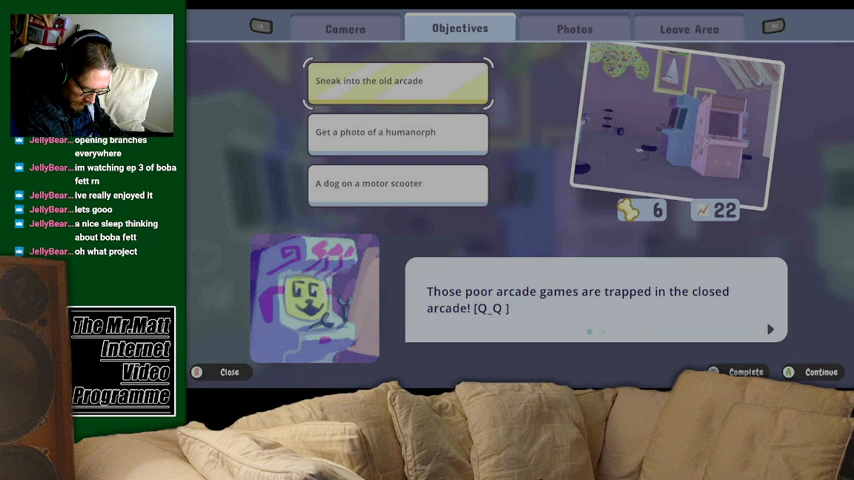 Camera
Objectives
Photos
Leave Area
Sneak into the old arcade
Get a photo of a humanorph
A dog on a motor scooter
6
22
JellyBear... opening branches
everywhere
JellyBear... im watching ep 3 of boba
fett rn
JellyBear... Ive really enjoyed it
JellyBear... lets gooo
JellyBear... a nice sleep thinking
about boba fett
JellyBear... oh what project
GG
Those poor arcade games are trapped in the closed
arcade! [Q_Q ]
The Mr.Matt
Internet
Video
Programme
B Close
Complete
A Continue